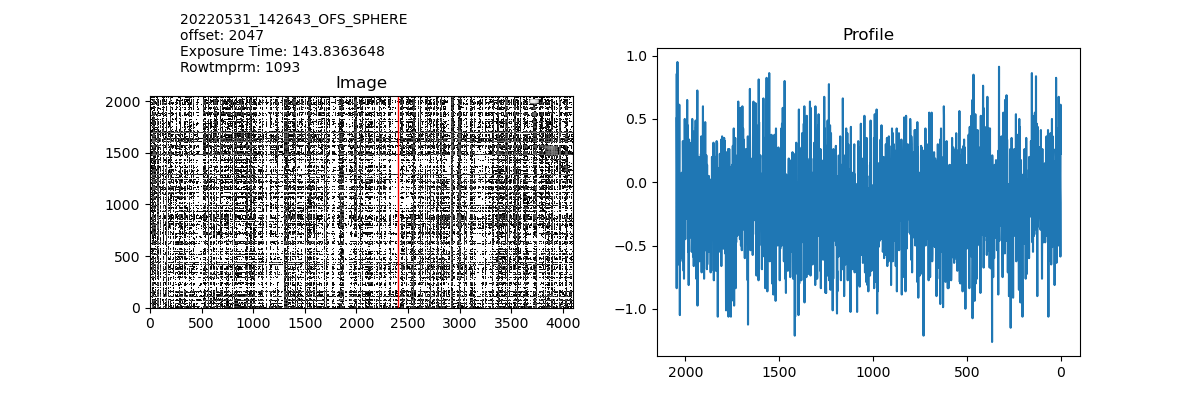 20220531_142643_OFS_SPHERE
offset: 2047
Exposure Time: 143.8363648
Rowtmprm: 1093
Image
2000
1500
1000
500
0
0 500 1000 1500 2000 2500 3000 3500 4000
Profile
1.0
0.5
0.0
−0.5
−1.0
2000 1500 1000 500 0